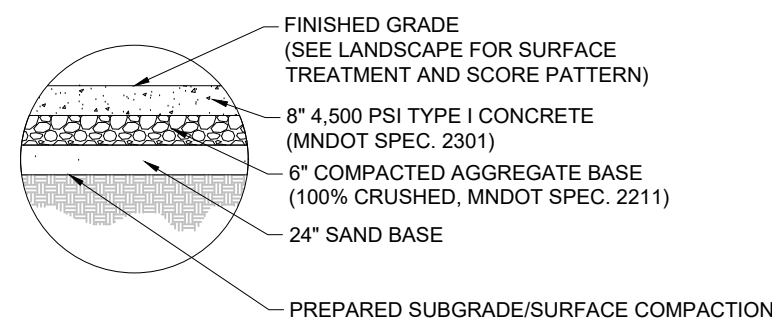 FINISHED GRADE
(SEE LANDSCAPE FOR SURFACE
TREATMENT AND SCORE PATTERN)
8" 4,500 PSI TYPE I CONCRETE
(MNDOT SPEC. 2301)
6" COMPACTED AGGREGATE BASE
(100% CRUSHED, MNDOT SPEC. 2211)
24" SAND BASE
PREPARED SUBGRADE/SURFACE COMPACTION